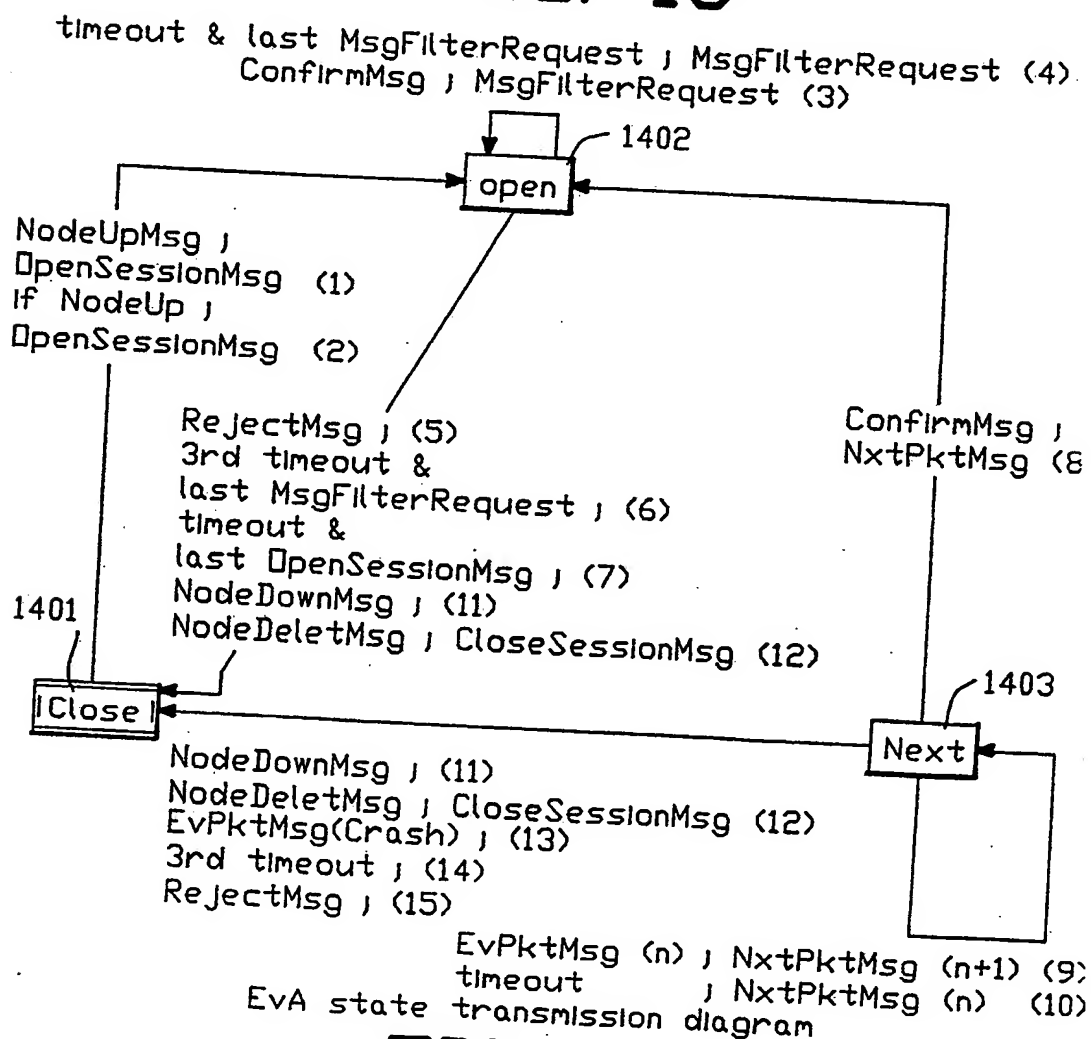 timeout & last MsgFilterRequest ; MsgFilterRequest (4)
ConfirmMsg ; MsgFilterRequest (3)
1402
open
NodeUpMsg ;
OpenSessionMsg (1)
If NodeUp ;
OpenSessionMsg (2)
ConfirmMsg ;
NxtPktMsg (8
RejectMsg ; (5)
3rd timeout &
last MsgFilterRequest ; (6)
timeout &
last OpenSessionMsg ; (7)
NodeDownMsg ; (11)
NodeDeletMsg ; CloseSessionMsg (12)
1401
|Close|
1403
Next
NodeDownMsg ; (11)
NodeDeletMsg ; CloseSessionMsg (12)
EvPktMsg(Crash) ; (13)
3rd timeout ; (14)
RejectMsg ; (15)
EvPktMsg (n) ; NxtPktMsg (n+1) (9)
timeout ; NxtPktMsg (n) (10)
EvA state transmission diagram